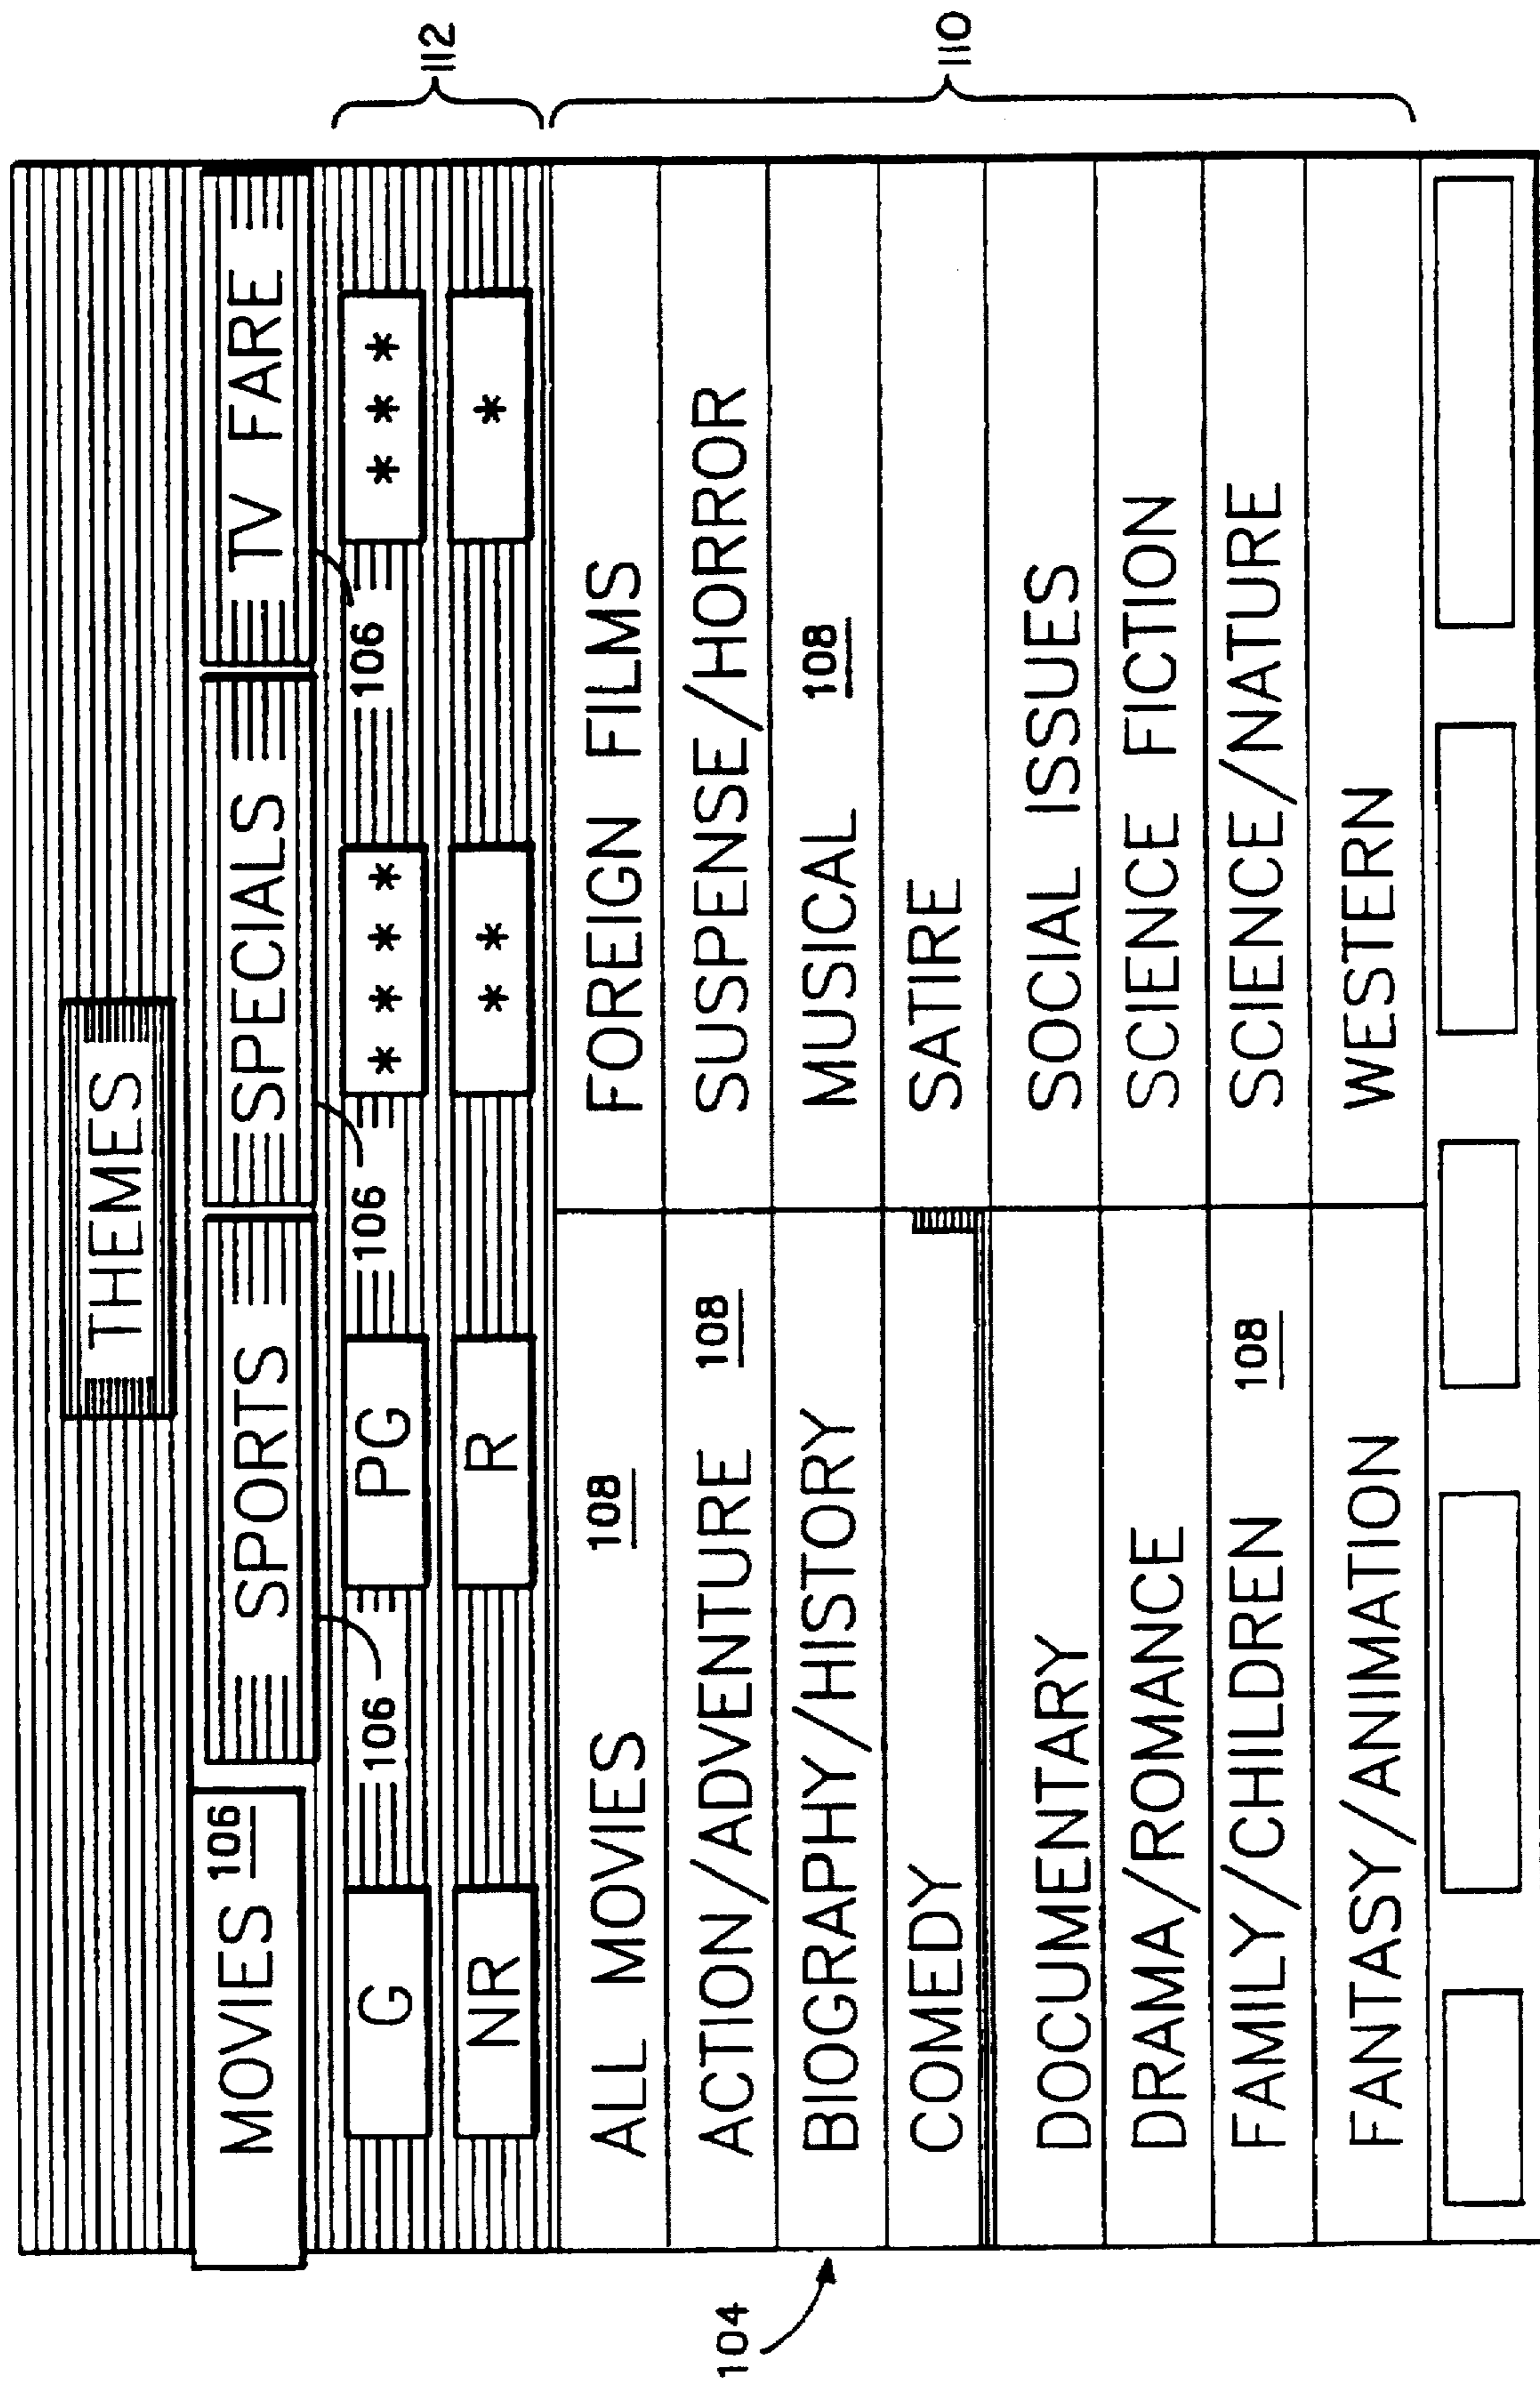 THEMES
MOVIES 106 SPORTS SPECIALS TV FARE
G 106 PG 106 **** 106 ***
NR R ** *
112
ALL MOVIES 108 FOREIGN FILMS
ACTION/ADVENTURE 108 SUSPENSE/HORROR
BIOGRAPHY/HISTORY MUSICAL 108
COMEDY SATIRE
DOCUMENTARY SOCIAL ISSUES
DRAMA/ROMANCE SCIENCE FICTION
FAMILY/CHILDREN 108 SCIENCE/NATURE
FANTASY/ANIMATION WESTERN
110
104